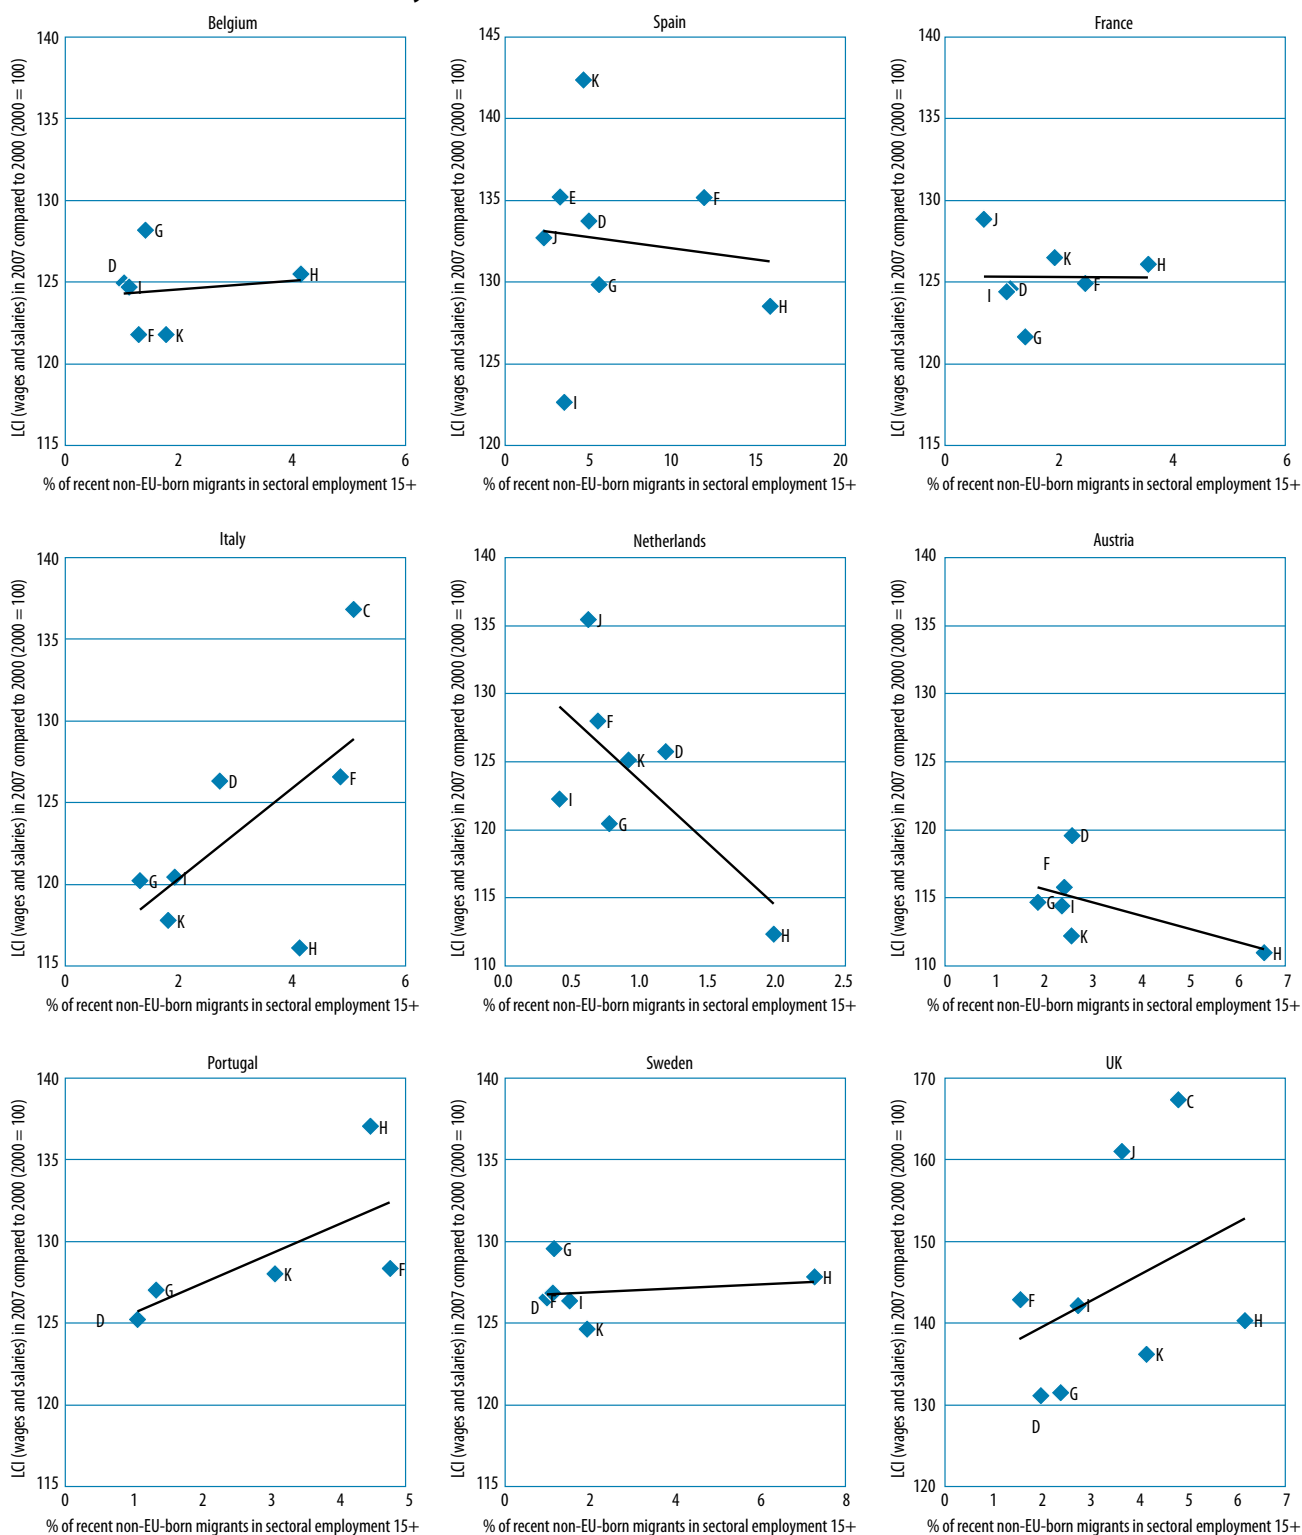 Belgium
LCI (wages and salaries) in 2007 compared to 2000 (2000 = 100)
140
135
130
125
120
115
G
D
I
H
F
K
0 2 4 6
% of recent non-EU-born migrants in sectoral employment 15+
Spain
LCI (wages and salaries) in 2007 compared to 2000 (2000 = 100)
145
140
135
130
125
120
K
E
F
D
J
G
H
I
0 5 10 15 20
% of recent non-EU-born migrants in sectoral employment 15+
France
LCI (wages and salaries) in 2007 compared to 2000 (2000 = 100)
140
135
130
125
120
115
J
K
H
I
D
F
G
0 2 4 6
% of recent non-EU-born migrants in sectoral employment 15+
Italy
LCI (wages and salaries) in 2007 compared to 2000 (2000 = 100)
140
135
130
125
120
115
C
D
F
G
I
K
H
0 2 4 6
% of recent non-EU-born migrants in sectoral employment 15+
Netherlands
LCI (wages and salaries) in 2007 compared to 2000 (2000 = 100)
140
135
130
125
120
115
110
J
F
K
D
I
G
H
0.0 0.5 1.0 1.5 2.0 2.5
% of recent non-EU-born migrants in sectoral employment 15+
Austria
LCI (wages and salaries) in 2007 compared to 2000 (2000 = 100)
140
135
130
125
120
115
110
D
F
G
I
K
H
0 1 2 3 4 5 6 7
% of recent non-EU-born migrants in sectoral employment 15+
Portugal
LCI (wages and salaries) in 2007 compared to 2000 (2000 = 100)
140
135
130
125
120
115
H
G
K
F
D
0 1 2 3 4 5
% of recent non-EU-born migrants in sectoral employment 15+
Sweden
LCI (wages and salaries) in 2007 compared to 2000 (2000 = 100)
140
135
130
125
120
115
G
H
D
F
I
K
0 2 4 6 8
% of recent non-EU-born migrants in sectoral employment 15+
UK
LCI (wages and salaries) in 2007 compared to 2000 (2000 = 100)
170
160
150
140
130
120
C
J
F
I
H
K
G
D
0 1 2 3 4 5 6 7
% of recent non-EU-born migrants in sectoral employment 15+